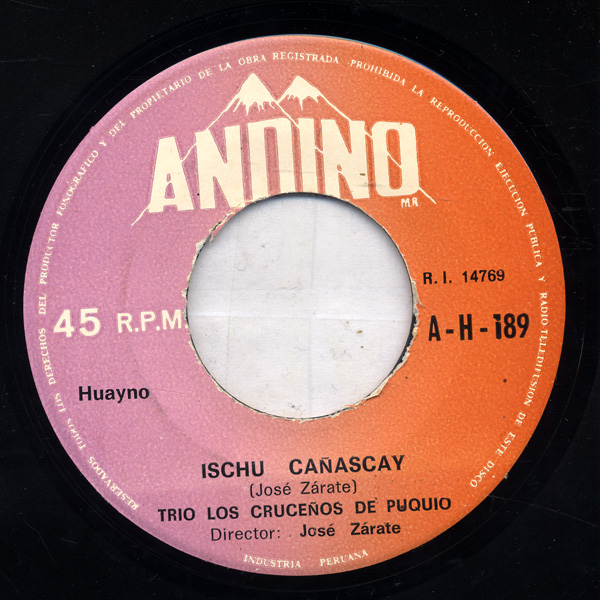 RESERVADOS TODOS LOS DERECHOS DEL PRODUCTOR FONOGRAFICO Y DEL PROPIETARIO DE LA OBRA REGISTRADA PROHIBIDA LA REPRODUCCION EJECUCION PUBLICA Y RADIO-TELEDIFUSION DE ESTE DISCO
ANDINO
M.R.
R. I. 14769
45 R.P.M.
A-H-189
Huayno
ISCHU CAÑASCAY
(José Zárate)
TRIO LOS CRUCEÑOS DE PUQUIO
Director: José Zárate
INDUSTRIA PERUANA